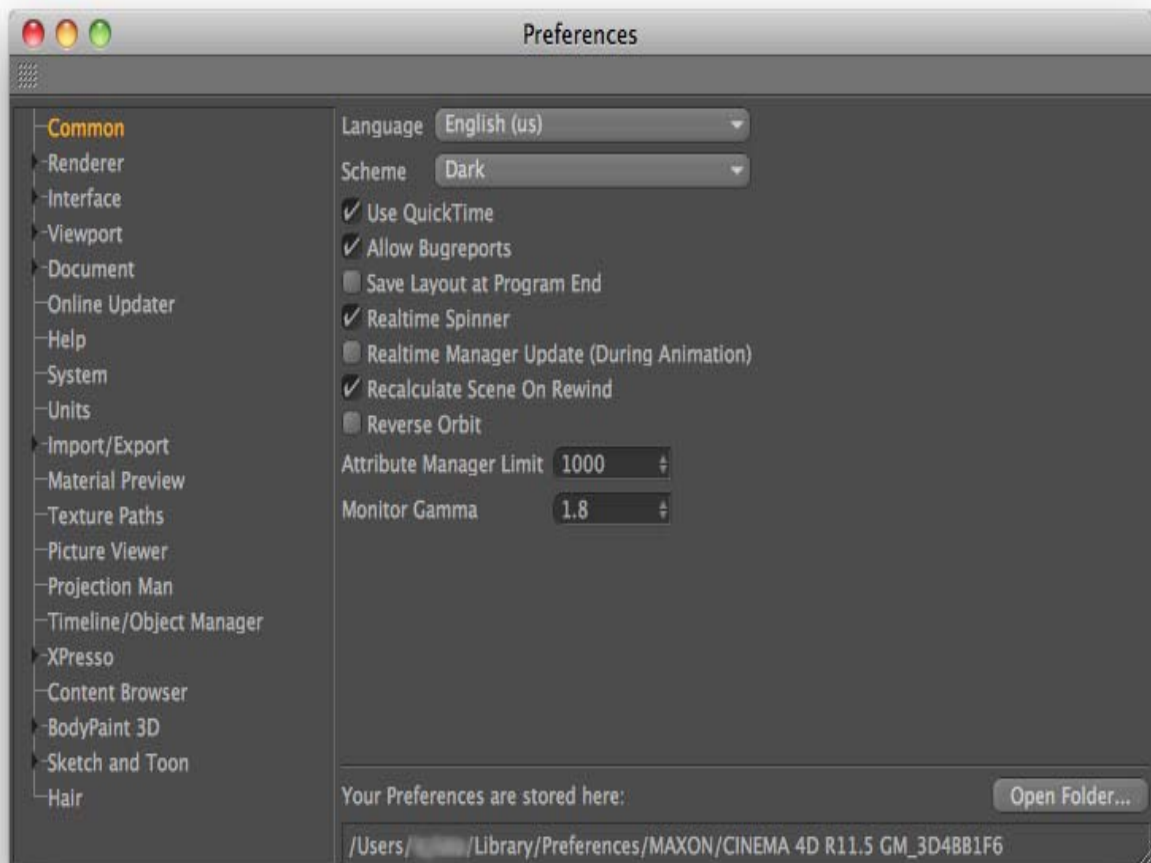 Preferences
Common
Renderer
Interface
Viewport
Document
Online Updater
Help
System
Units
Import/Export
Material Preview
Texture Paths
Picture Viewer
Projection Man
Timeline/Object Manager
XPresso
Content Browser
BodyPaint 3D
Sketch and Toon
Hair
Language English (us)
Scheme Dark
Use QuickTime
Allow Bugreports
Save Layout at Program End
Realtime Spinner
Realtime Manager Update (During Animation)
Recalculate Scene On Rewind
Reverse Orbit
Attribute Manager Limit 1000
Monitor Gamma 1.8
Your Preferences are stored here:
Open Folder...
/Users/ /Library/Preferences/MAXON/CINEMA 4D R11.5 GM_3D4BB1F6